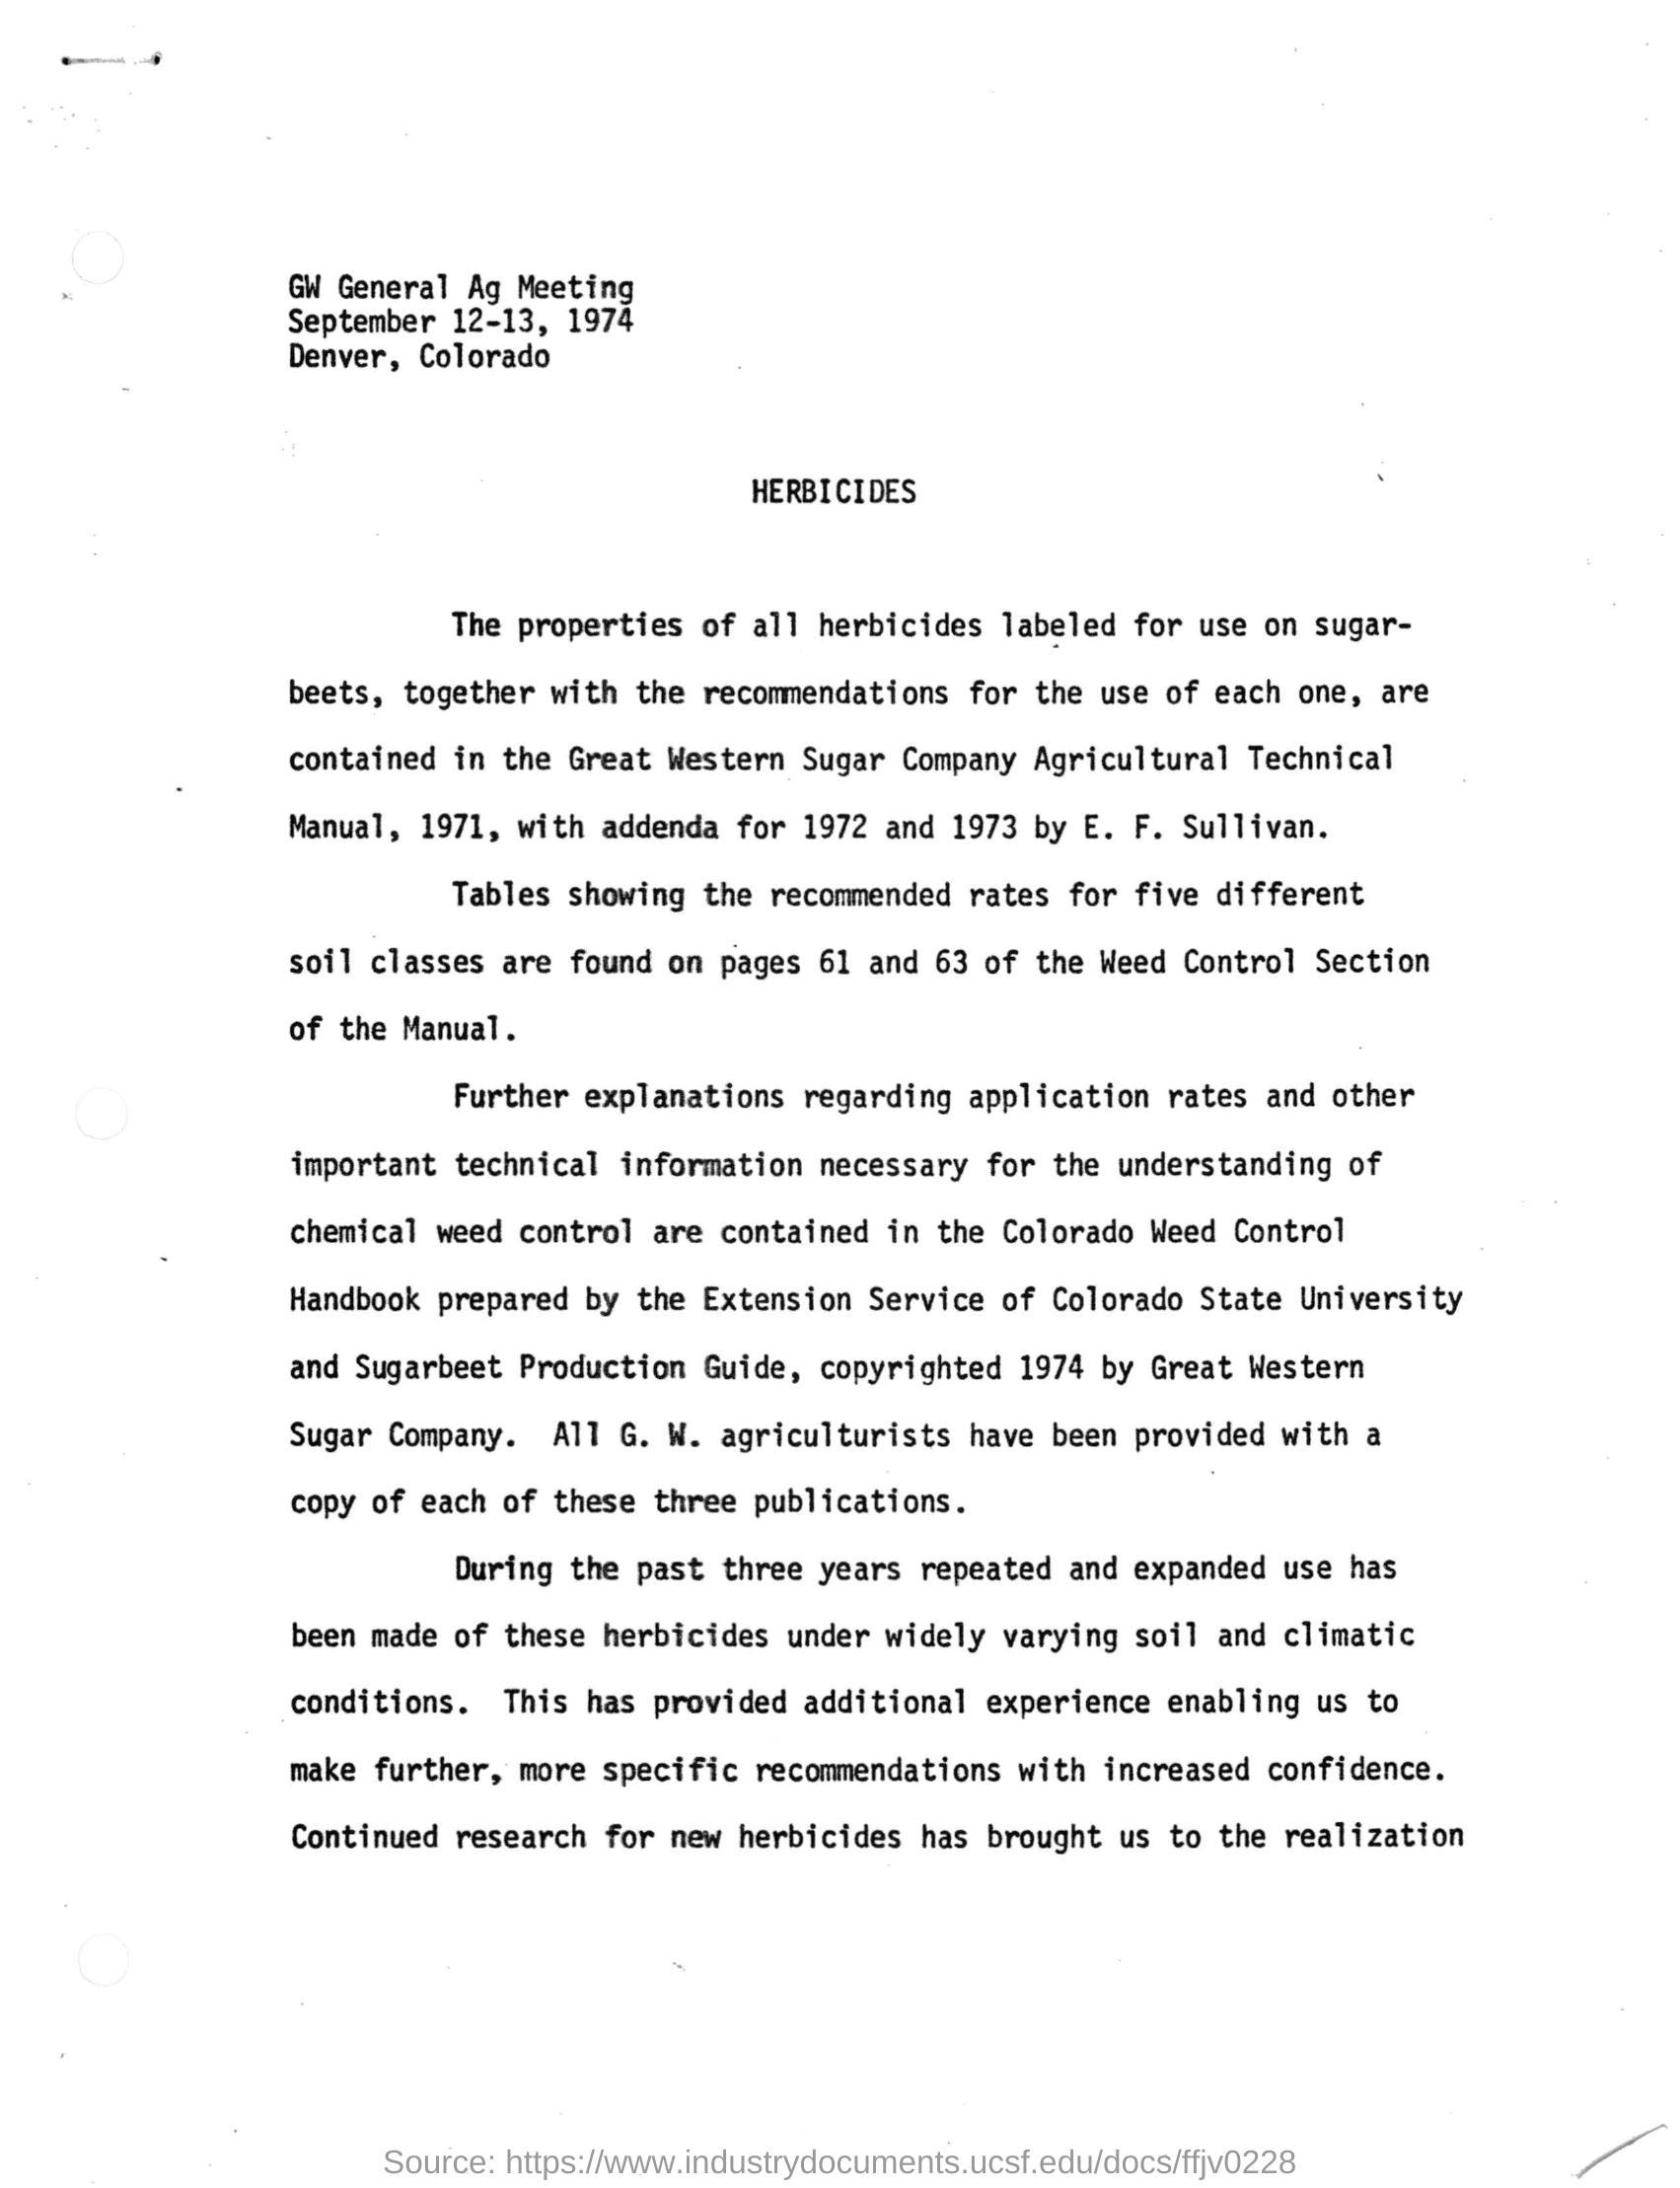 GW General Ag Meeting
September 12-13, 1974
Denver, Colorado
HERBICIDES
The properties of all herbicides labeled for use on sugar-
beets, together with the recommendations for the use of each one, are
contained in the Great Western Sugar Company Agricultural Technical
Manual, 1971, with addenda for 1972 and 1973 by E. F. Sullivan.
Tables showing the recommended rates for five different
soil classes are found on pages 61 and 63 of the Weed Control Section
of the Manual.
Further explanations regarding application rates and other
important technical information necessary for the understanding of
chemical weed control are contained in the Colorado Weed Control
Handbook prepared by the Extension Service of Colorado State University
and Sugarbeet Production Guide, copyrighted 1974 by Great Western
Sugar Company. All G. W. agriculturists have been provided with a
copy of each of these three publications.
During the past three years repeated and expanded use has
been made of these herbicides under widely varying soil and climatic
conditions. This has provided additional experience enabling us to
make further, more specific recommendations with increased confidence.
Continued research for new herbicides has brought us to the realization
Source: https://www.industrydocuments.ucsf.edu/docs/ffjv0228